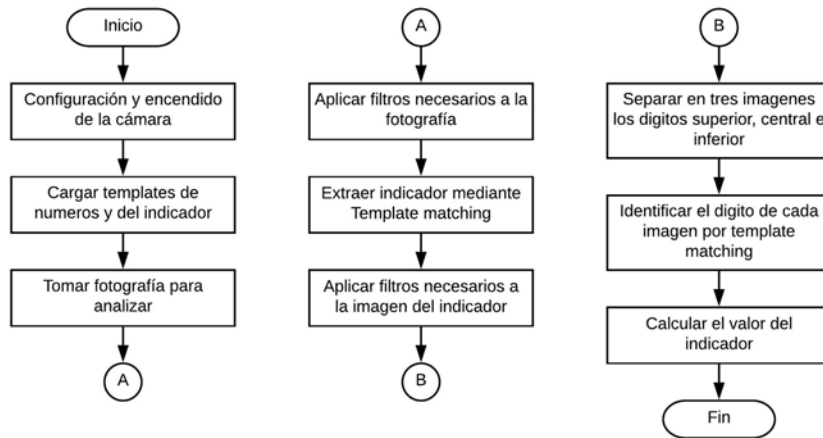 Inicio
Configuración y encendido
de la cámara
Cargar templates de
numeros y del indicador
Tomar fotografía para
analizar
A
A
Aplicar filtros necesarios a la
fotografía
Extraer indicador mediante
Template matching
Aplicar filtros necesarios a
la imagen del indicador
B
B
Separar en tres imagenes
los digitos superior, central e
inferior
Identificar el digito de cada
imagen por template
matching
Calcular el valor del
indicador
Fin